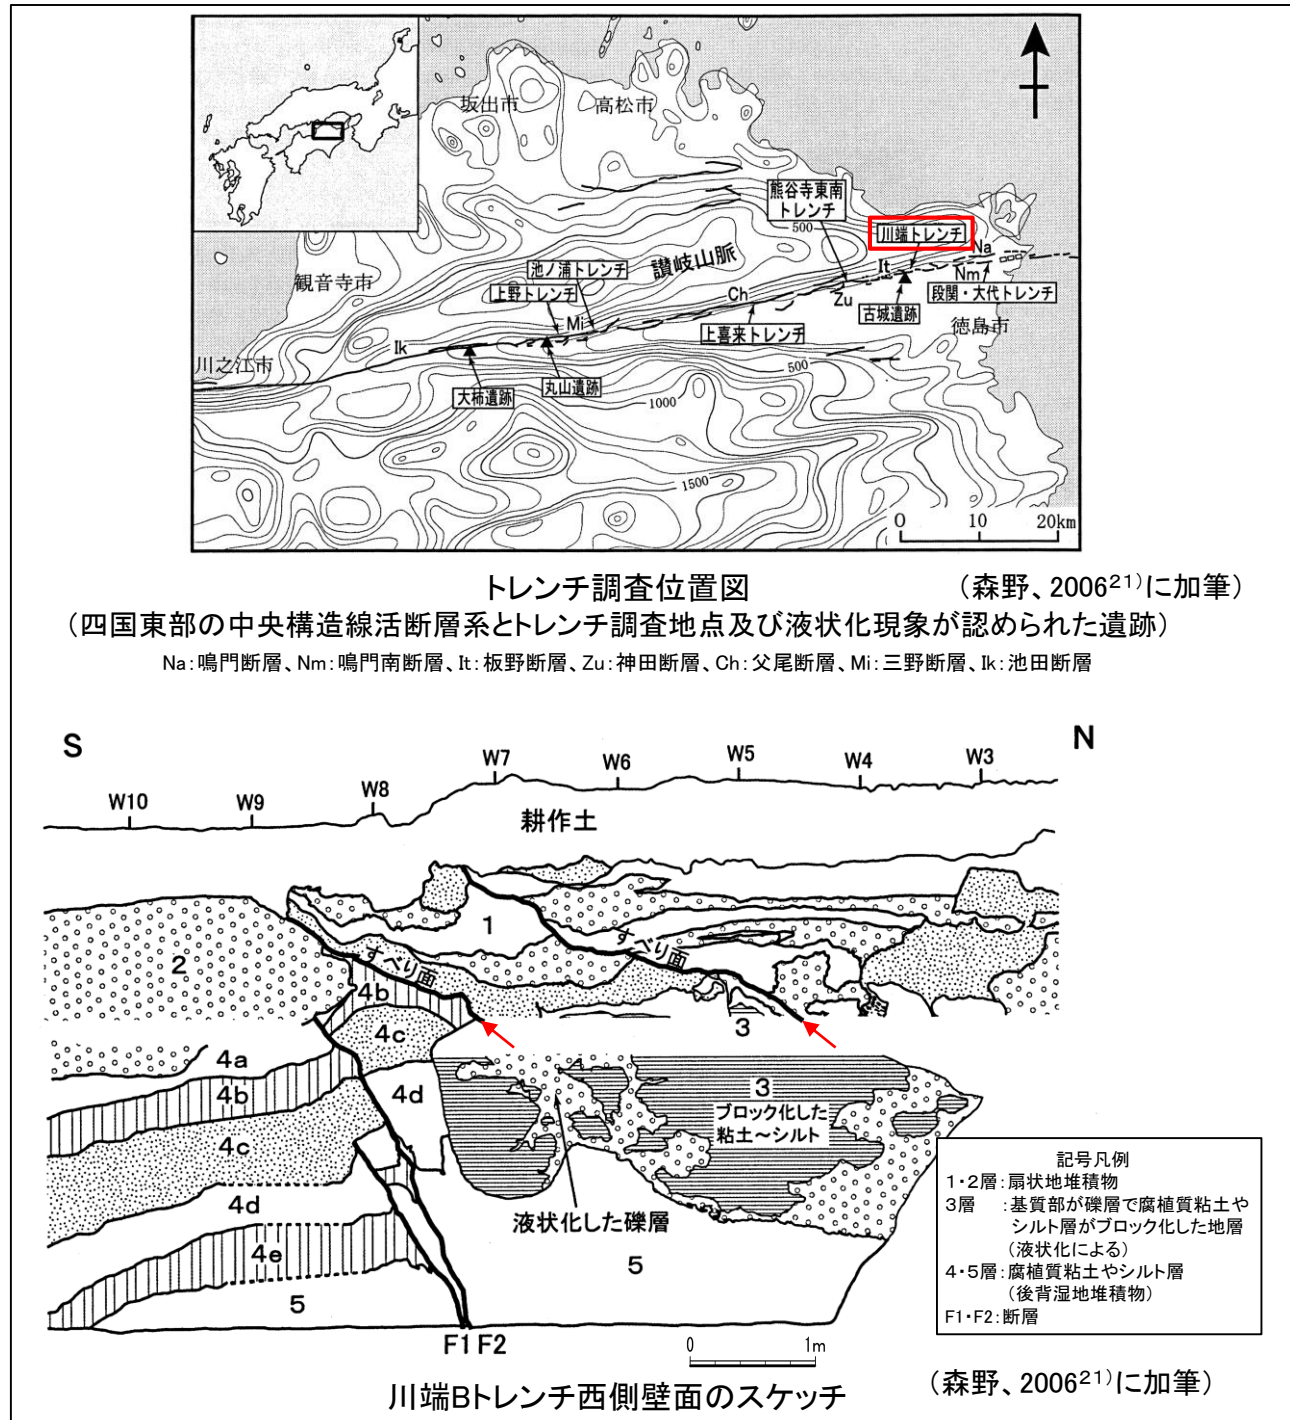 坂出市
高松市
熊谷寺東南
トレンチ
500
川端トレンチ
讃岐山脈
It
Na
池ノ浦トレンチ
観音寺市
上野トレンチ
Ch
Nm
段関・大代トレンチ
Zu
古城遺跡
Mi
徳島市
上喜来トレンチ
Ik
川之江市
500
大柿遺跡
丸山遺跡
1000
1500
0 10 20km
トレンチ調査位置図 (森野、2006²¹⁾に加筆)
(四国東部の中央構造線活断層系とトレンチ調査地点及び液状化現象が認められた遺跡)
Na:鳴門断層、Nm:鳴門南断層、It:板野断層、Zu:神田断層、Ch:父尾断層、Mi:三野断層、Ik:池田断層
S N
W10 W9 W8 W7 W6 W5 W4 W3
耕作土
1
すべり面
すべり面
2
4b
4c
3
4a
4d
4b
3
ブロック化した
粘土~シルト
4c
4d
液状化した礫層
4e
5
5
F1 F2
0 1m
記号凡例
1・2層:扇状地堆積物
3層 :基質部が礫層で腐植質粘土や
シルト層がブロック化した地層
(液状化による)
4・5層:腐植質粘土やシルト層
(後背湿地堆積物)
F1・F2:断層
川端Bトレンチ西側壁面のスケッチ (森野、2006²¹⁾に加筆)